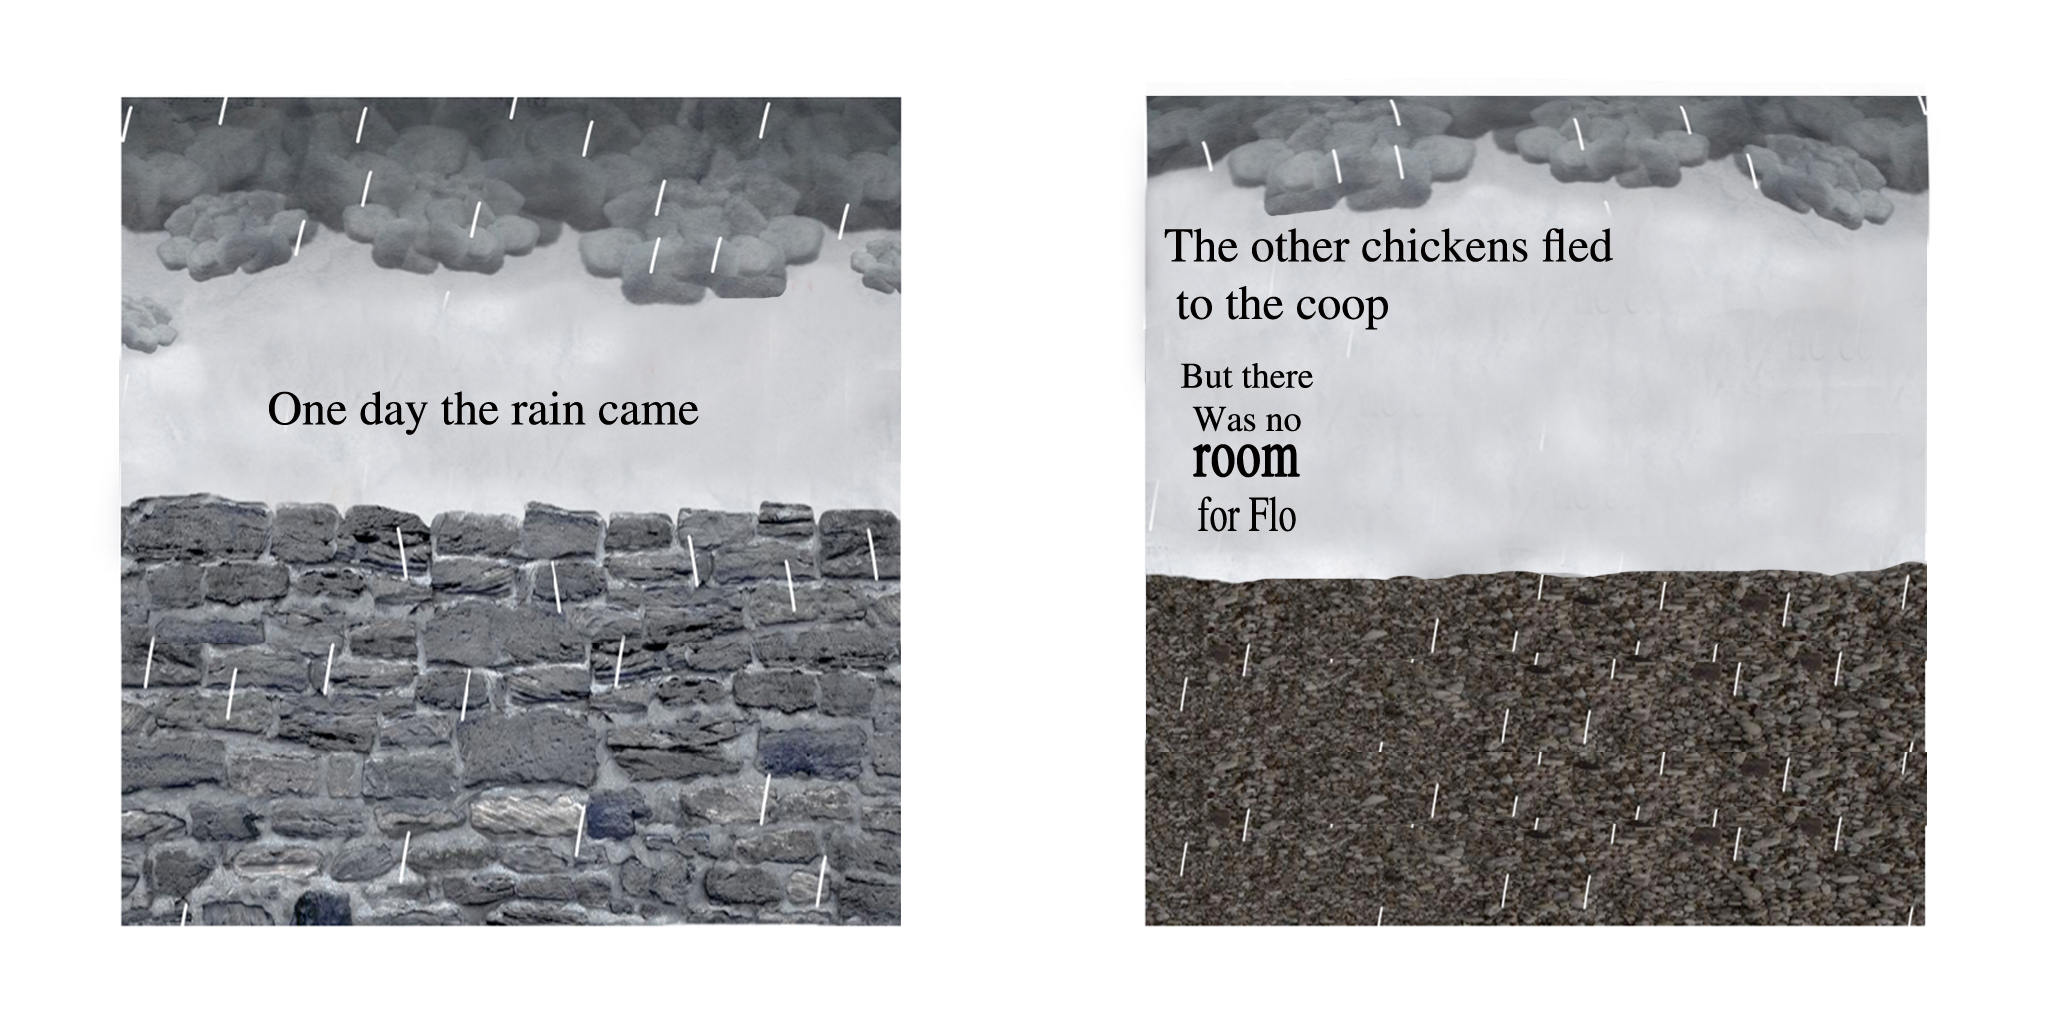 One day the rain came
The other chickens fled
to the coop
But there
Was no
room
for Flo